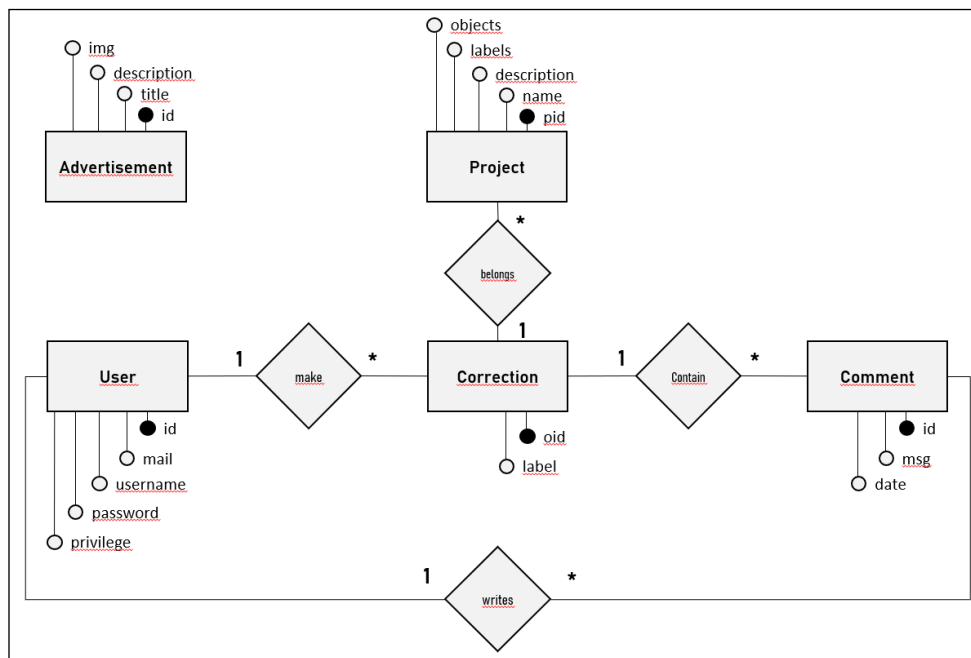 objects
img
labels
description
description
title
name
id
pid
Advertisement
Project
*
belongs
1
1
*
1
*
User
make
Correction
Contain
Comment
id
oid
id
mail
label
msg
username
date
password
privilege
1
*
writes